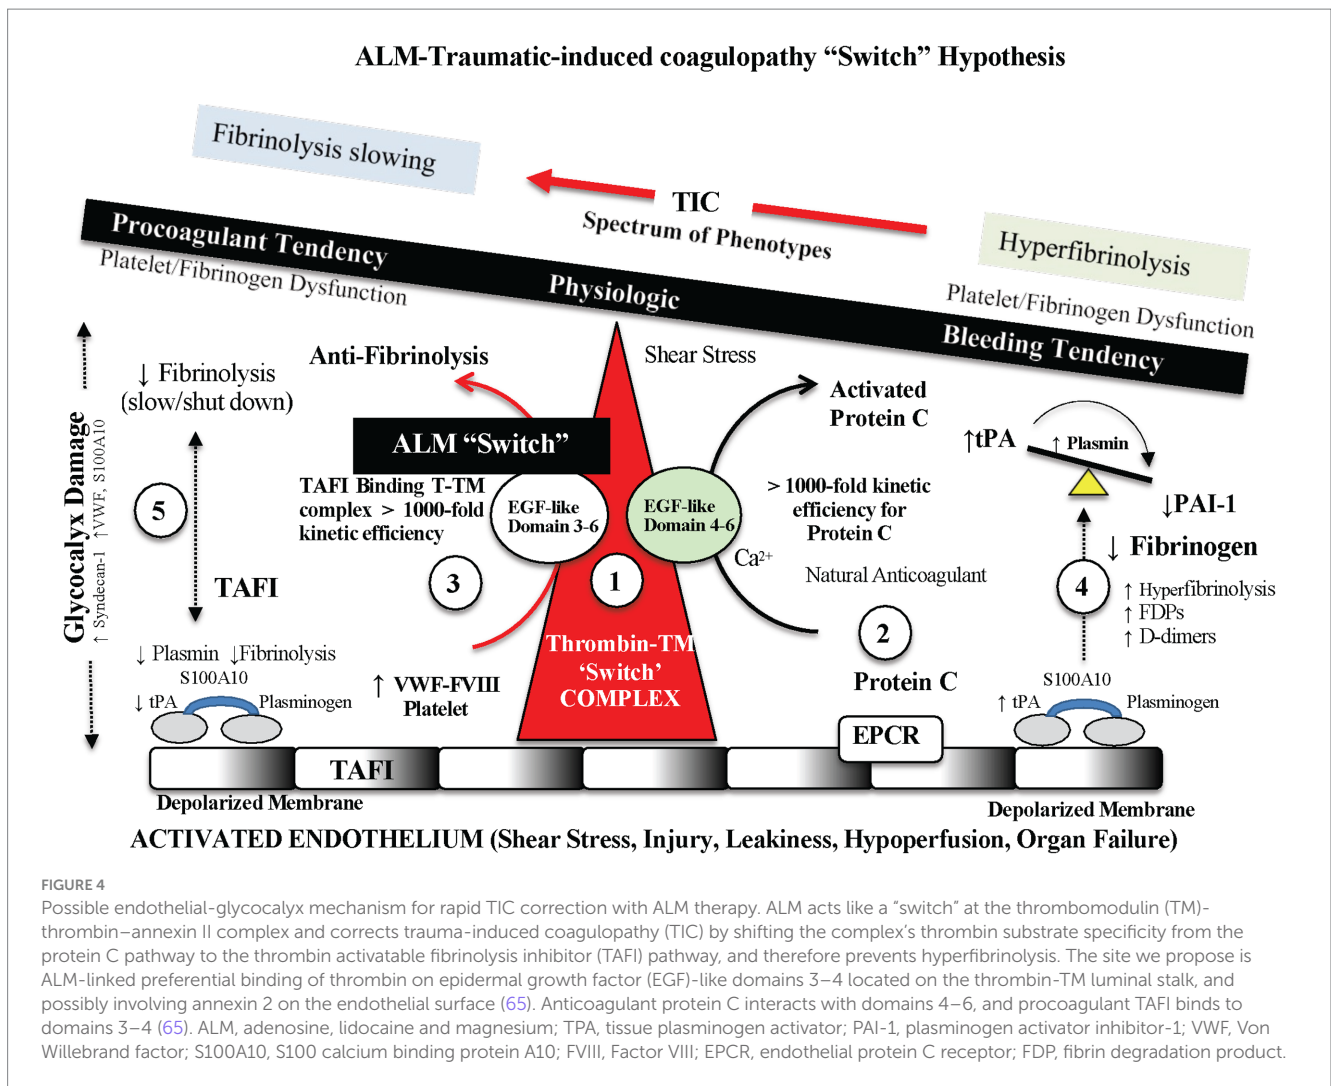 ALM-Traumatic-induced coagulopathy “Switch” Hypothesis
Fibrinolysis slowing
TIC
Spectrum of Phenotypes
Hyperfibrinolysis
Procoagulant Tendency
Platelet/Fibrinogen Dysfunction
Physiologic
Platelet/Fibrinogen Dysfunction
Bleeding Tendency
Glycocalyx Damage
↑ Syndecan-1 ↑VWF, S100A10
↓ Fibrinolysis
(slow/shut down)
5
TAFI
↓ Plasmin ↓Fibrinolysis
S100A10
↓ tPA
Plasminogen
Anti-Fibrinolysis
ALM “Switch”
TAFI Binding T-TM
complex > 1000-fold
kinetic efficiency
EGF-like
Domain 3-6
3
↑ VWF-FVIII
Platelet
Shear Stress
1
Thrombin-TM
‘Switch’
COMPLEX
EGF-like
Domain 4-6
Activated
Protein C
> 1000-fold kinetic
efficiency for
Protein C
Ca2+
Natural Anticoagulant
2
Protein C
EPCR
↑tPA
↑ Plasmin
↓PAI-1
↓ Fibrinogen
4
↑ Hyperfibrinolysis
↑ FDPs
↑ D-dimers
S100A10
↑ tPA
Plasminogen
TAFI
Depolarized Membrane
Depolarized Membrane
ACTIVATED ENDOTHELIUM (Shear Stress, Injury, Leakiness, Hypoperfusion, Organ Failure)
FIGURE 4
Possible endothelial-glycocalyx mechanism for rapid TIC correction with ALM therapy. ALM acts like a “switch” at the thrombomodulin (TM)-
thrombin–annexin II complex and corrects trauma-induced coagulopathy (TIC) by shifting the complex’s thrombin substrate specificity from the
protein C pathway to the thrombin activatable fibrinolysis inhibitor (TAFI) pathway, and therefore prevents hyperfibrinolysis. The site we propose is
ALM-linked preferential binding of thrombin on epidermal growth factor (EGF)-like domains 3–4 located on the thrombin-TM luminal stalk, and
possibly involving annexin 2 on the endothelial surface (65). Anticoagulant protein C interacts with domains 4–6, and procoagulant TAFI binds to
domains 3–4 (65). ALM, adenosine, lidocaine and magnesium; TPA, tissue plasminogen activator; PAI-1, plasminogen activator inhibitor-1; VWF, Von
Willebrand factor; S100A10, S100 calcium binding protein A10; FVIII, Factor VIII; EPCR, endothelial protein C receptor; FDP, fibrin degradation product.